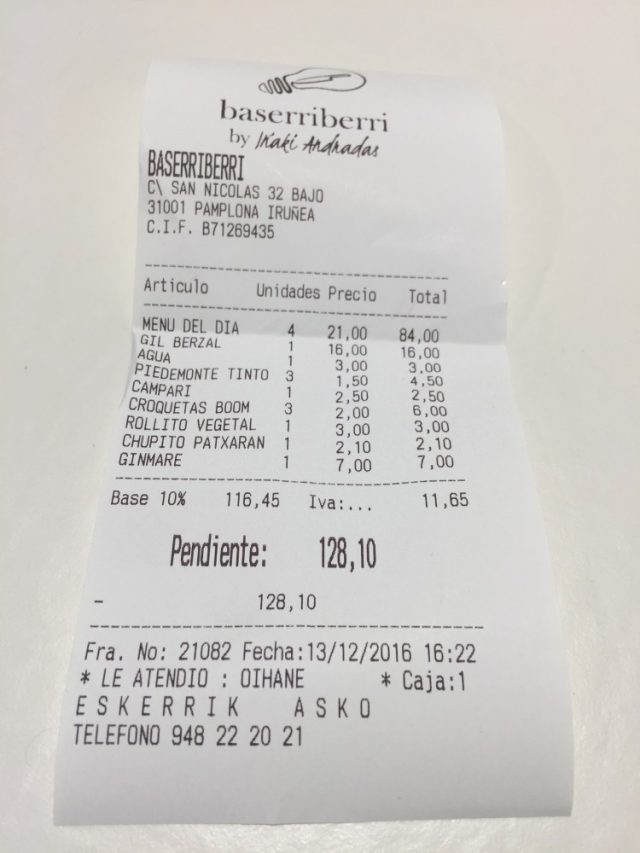 baserriberri
by Iñaki Andradas
BASERRIBERRI
C\ SAN NICOLAS 32 BAJO
31001 PAMPLONA IRUÑEA
C.I.F. B71269435
Articulo Unidades Precio Total
MENU DEL DIA 4 21,00 84,00
GIL BERZAL 1 16,00 16,00
AGUA 1 3,00 3,00
PIEDEMONTE TINTO 3 1,50 4,50
CAMPARI 1 2,50 2,50
CROQUETAS BOOM 3 2,00 6,00
ROLLITO VEGETAL 1 3,00 3,00
CHUPITO PATXARAN 1 2,10 2,10
GINMARE 1 7,00 7,00
Base 10% 116,45 Iva:... 11,65
Pendiente: 128,10
- 128,10
Fra. No: 21082 Fecha:13/12/2016 16:22
* LE ATENDIO : OIHANE * Caja:1
ESKERRIK ASKO
TELEFONO 948 22 20 21